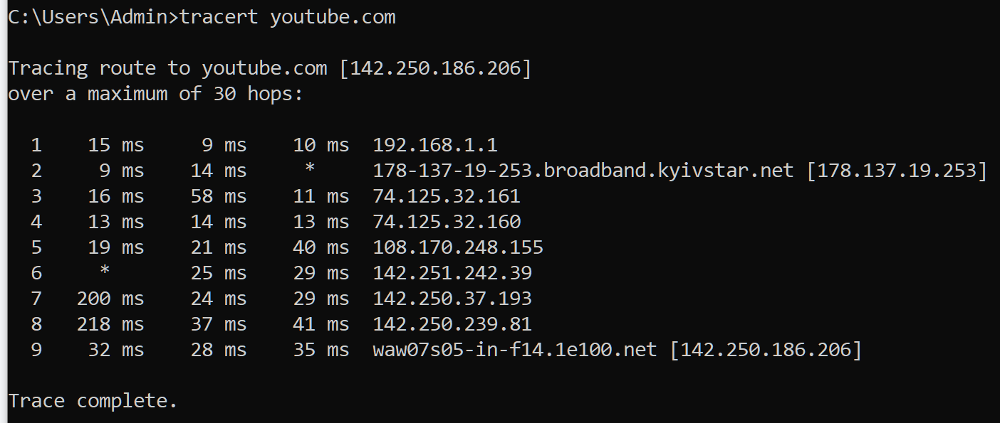 C:\Users\Admin>tracert youtube.com
Tracing route to youtube.com [142.250.186.206]
over a maximum of 30 hops:
1 15 ms 9 ms 10 ms 192.168.1.1
2 9 ms 14 ms * 178-137-19-253.broadband.kyivstar.net [178.137.19.253]
3 16 ms 58 ms 11 ms 74.125.32.161
4 13 ms 14 ms 13 ms 74.125.32.160
5 19 ms 21 ms 40 ms 108.170.248.155
6 * 25 ms 29 ms 142.251.242.39
7 200 ms 24 ms 29 ms 142.250.37.193
8 218 ms 37 ms 41 ms 142.250.239.81
9 32 ms 28 ms 35 ms waw07s05-in-f14.1e100.net [142.250.186.206]
Trace complete.